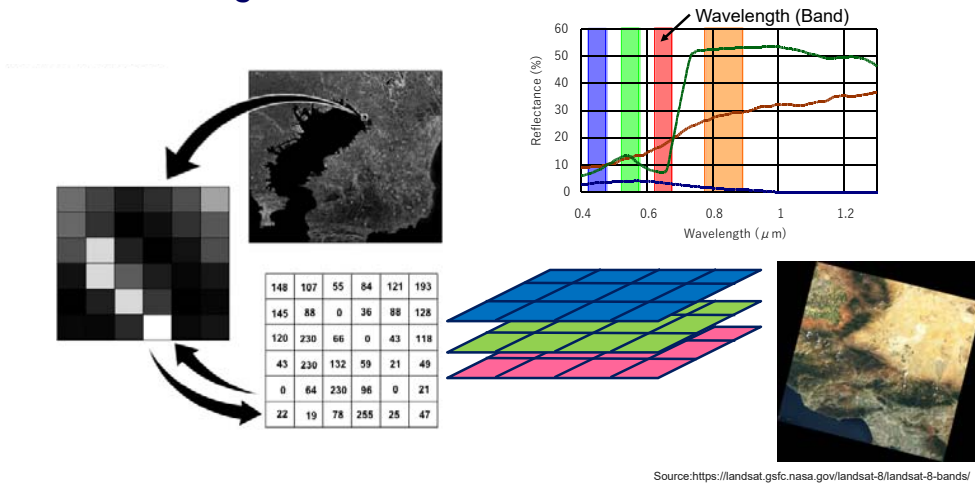 Wavelength (Band)
60
50
40
30
20
10
0
Reflectance (%)
0.4 0.6 0.8 1 1.2
Wavelength (μm)
148 107 55 84 121 193
145 88 0 36 88 128
120 230 66 0 43 118
43 230 132 59 21 49
0 64 230 96 0 21
22 19 78 255 25 47
Source:https://landsat.gsfc.nasa.gov/landsat-8/landsat-8-bands/